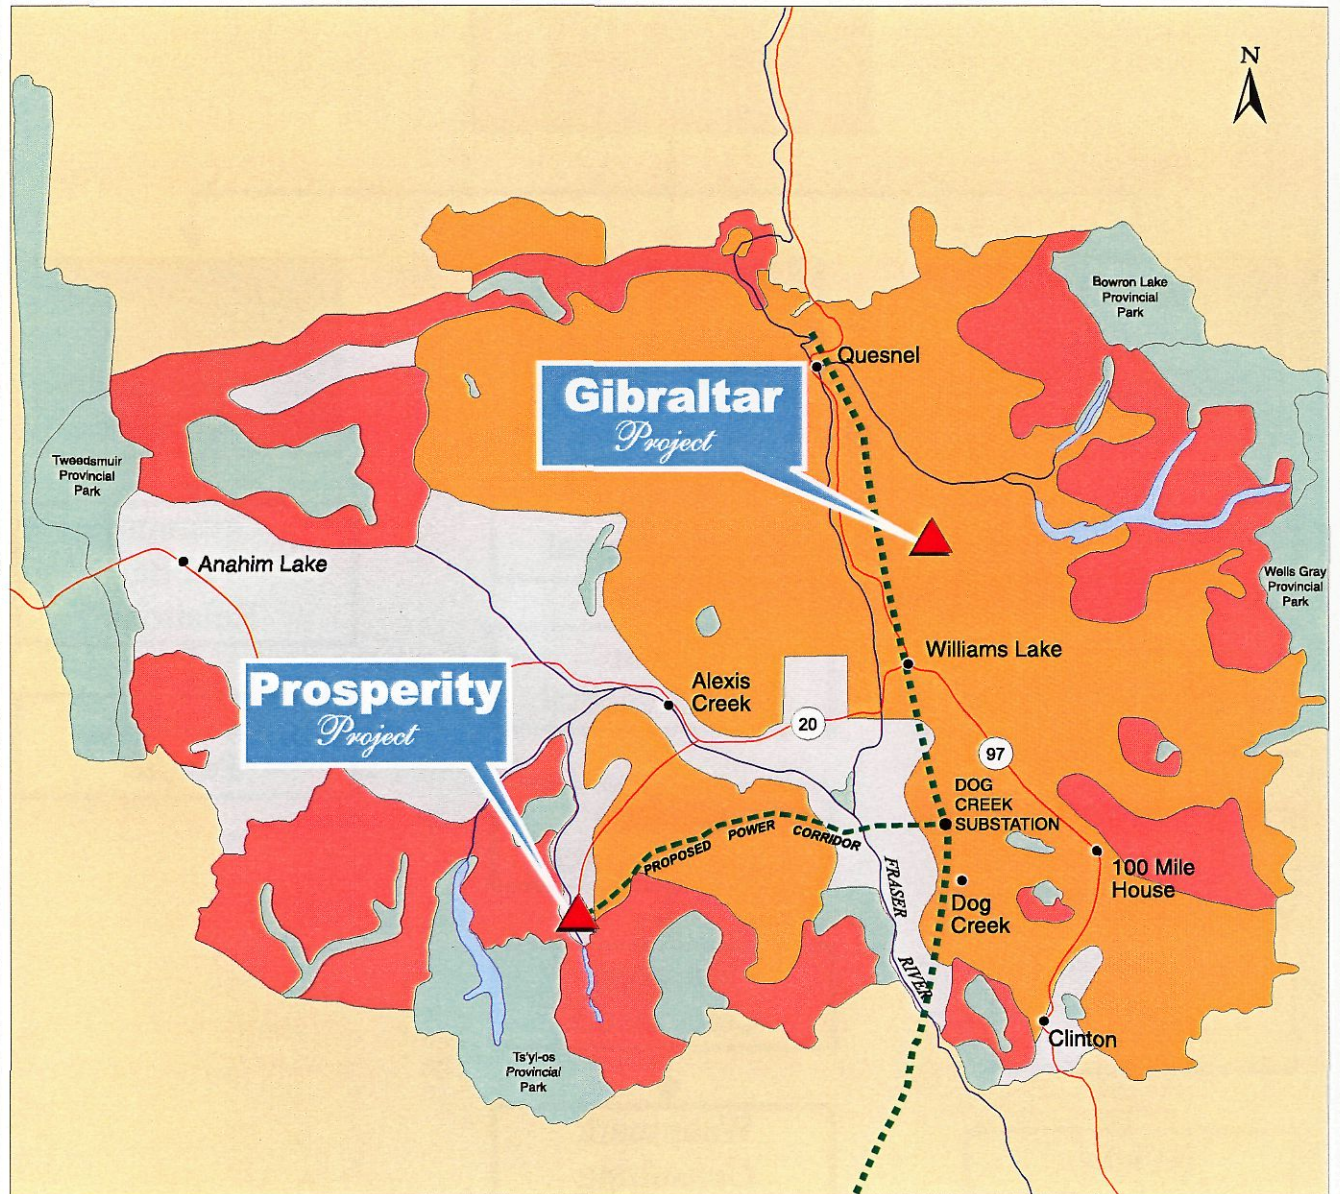 N
Bowron Lake
Provincial
Park
Quesnel
Gibraltar
Project
Tweedsmuir
Provincial
Park
Anahim Lake
Wells Gray
Provincial
Park
Williams Lake
Alexis
Creek
Prosperity
Project
20
97
DOG
CREEK
SUBSTATION
PROPOSED POWER CORRIDOR
100 Mile
House
FRASER
RIVER
Dog
Creek
Clinton
Ts'yl-os
Provincial
Park